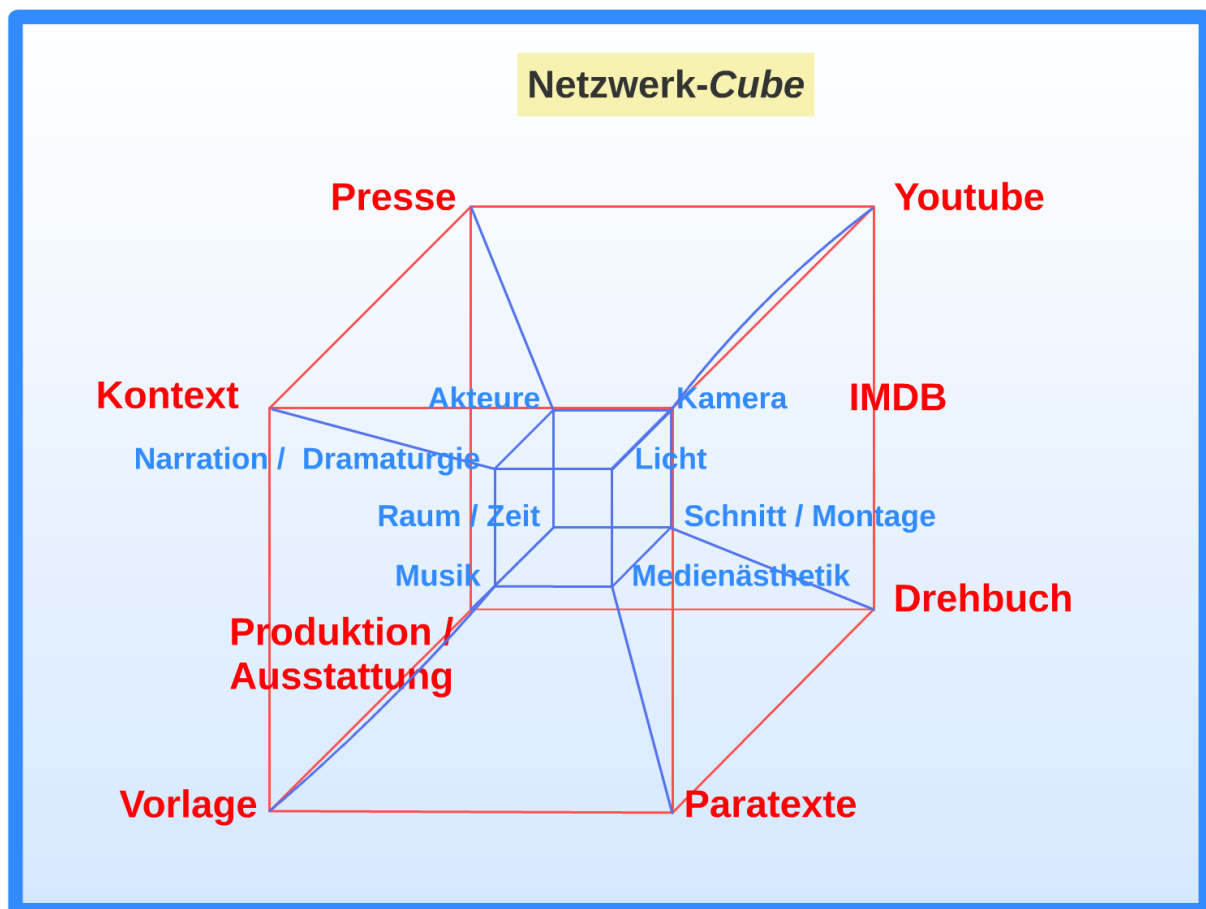 Netzwerk-Cube
Presse
Youtube
Kontext
Akteure
Kamera
IMDB
Narration / Dramaturgie
Licht
Raum / Zeit
Schnitt / Montage
Musik
Medienästhetik
Drehbuch
Produktion /
Ausstattung
Vorlage
Paratexte